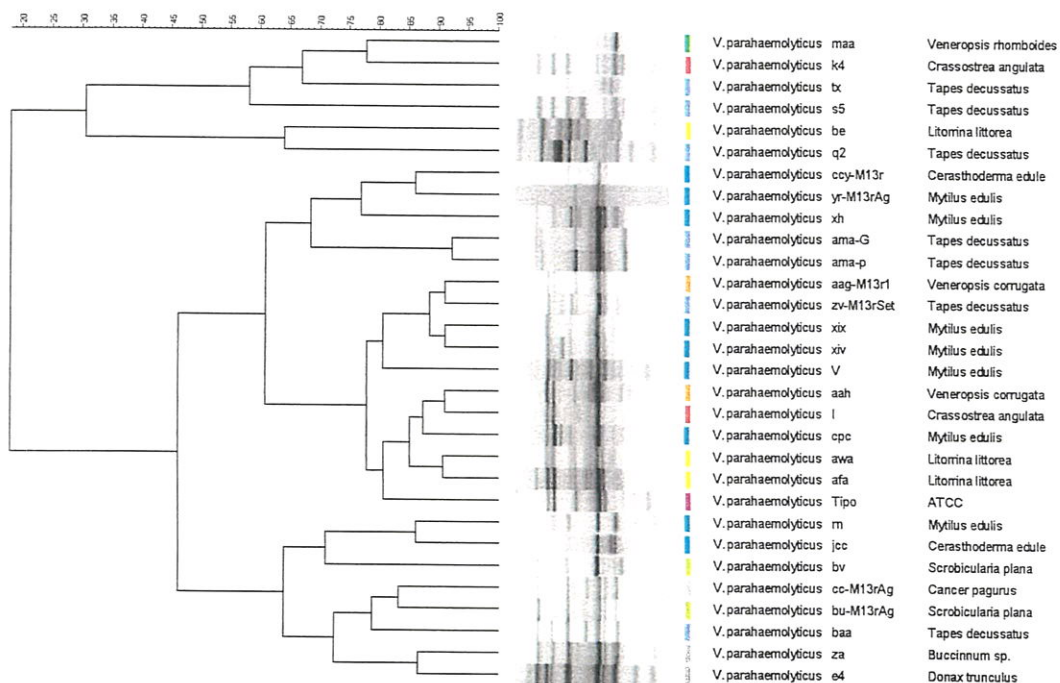 20 30 35 40 45 50 55 60 65 70 75 80 85 90 95 100
V.parahaemolyticus maa Veneropsis rhomboides
V.parahaemolyticus k4 Crassostrea angulata
V.parahaemolyticus tx Tapes decussatus
V.parahaemolyticus s5 Tapes decussatus
V.parahaemolyticus be Litorrina littorea
V.parahaemolyticus q2 Tapes decussatus
V.parahaemolyticus ccy-M13r Cerasthoderma edule
V.parahaemolyticus yr-M13rAg Mytilus edulis
V.parahaemolyticus xh Mytilus edulis
V.parahaemolyticus ama-G Tapes decussatus
V.parahaemolyticus ama-p Tapes decussatus
V.parahaemolyticus aag-M13r1 Veneropsis corrugata
V.parahaemolyticus zv-M13rSet Tapes decussatus
V.parahaemolyticus xix Mytilus edulis
V.parahaemolyticus xiv Mytilus edulis
V.parahaemolyticus V Mytilus edulis
V.parahaemolyticus aah Veneropsis corrugata
V.parahaemolyticus l Crassostrea angulata
V.parahaemolyticus cpc Mytilus edulis
V.parahaemolyticus awa Litorrina littorea
V.parahaemolyticus afa Litorrina littorea
V.parahaemolyticus Tipo ATCC
V.parahaemolyticus m Mytilus edulis
V.parahaemolyticus jcc Cerasthoderma edule
V.parahaemolyticus bv Scrobicularia plana
V.parahaemolyticus cc-M13rAg Cancer pagurus
V.parahaemolyticus bu-M13rAg Scrobicularia plana
V.parahaemolyticus baa Tapes decussatus
V.parahaemolyticus za Buccinnum sp.
V.parahaemolyticus e4 Donax trunculus